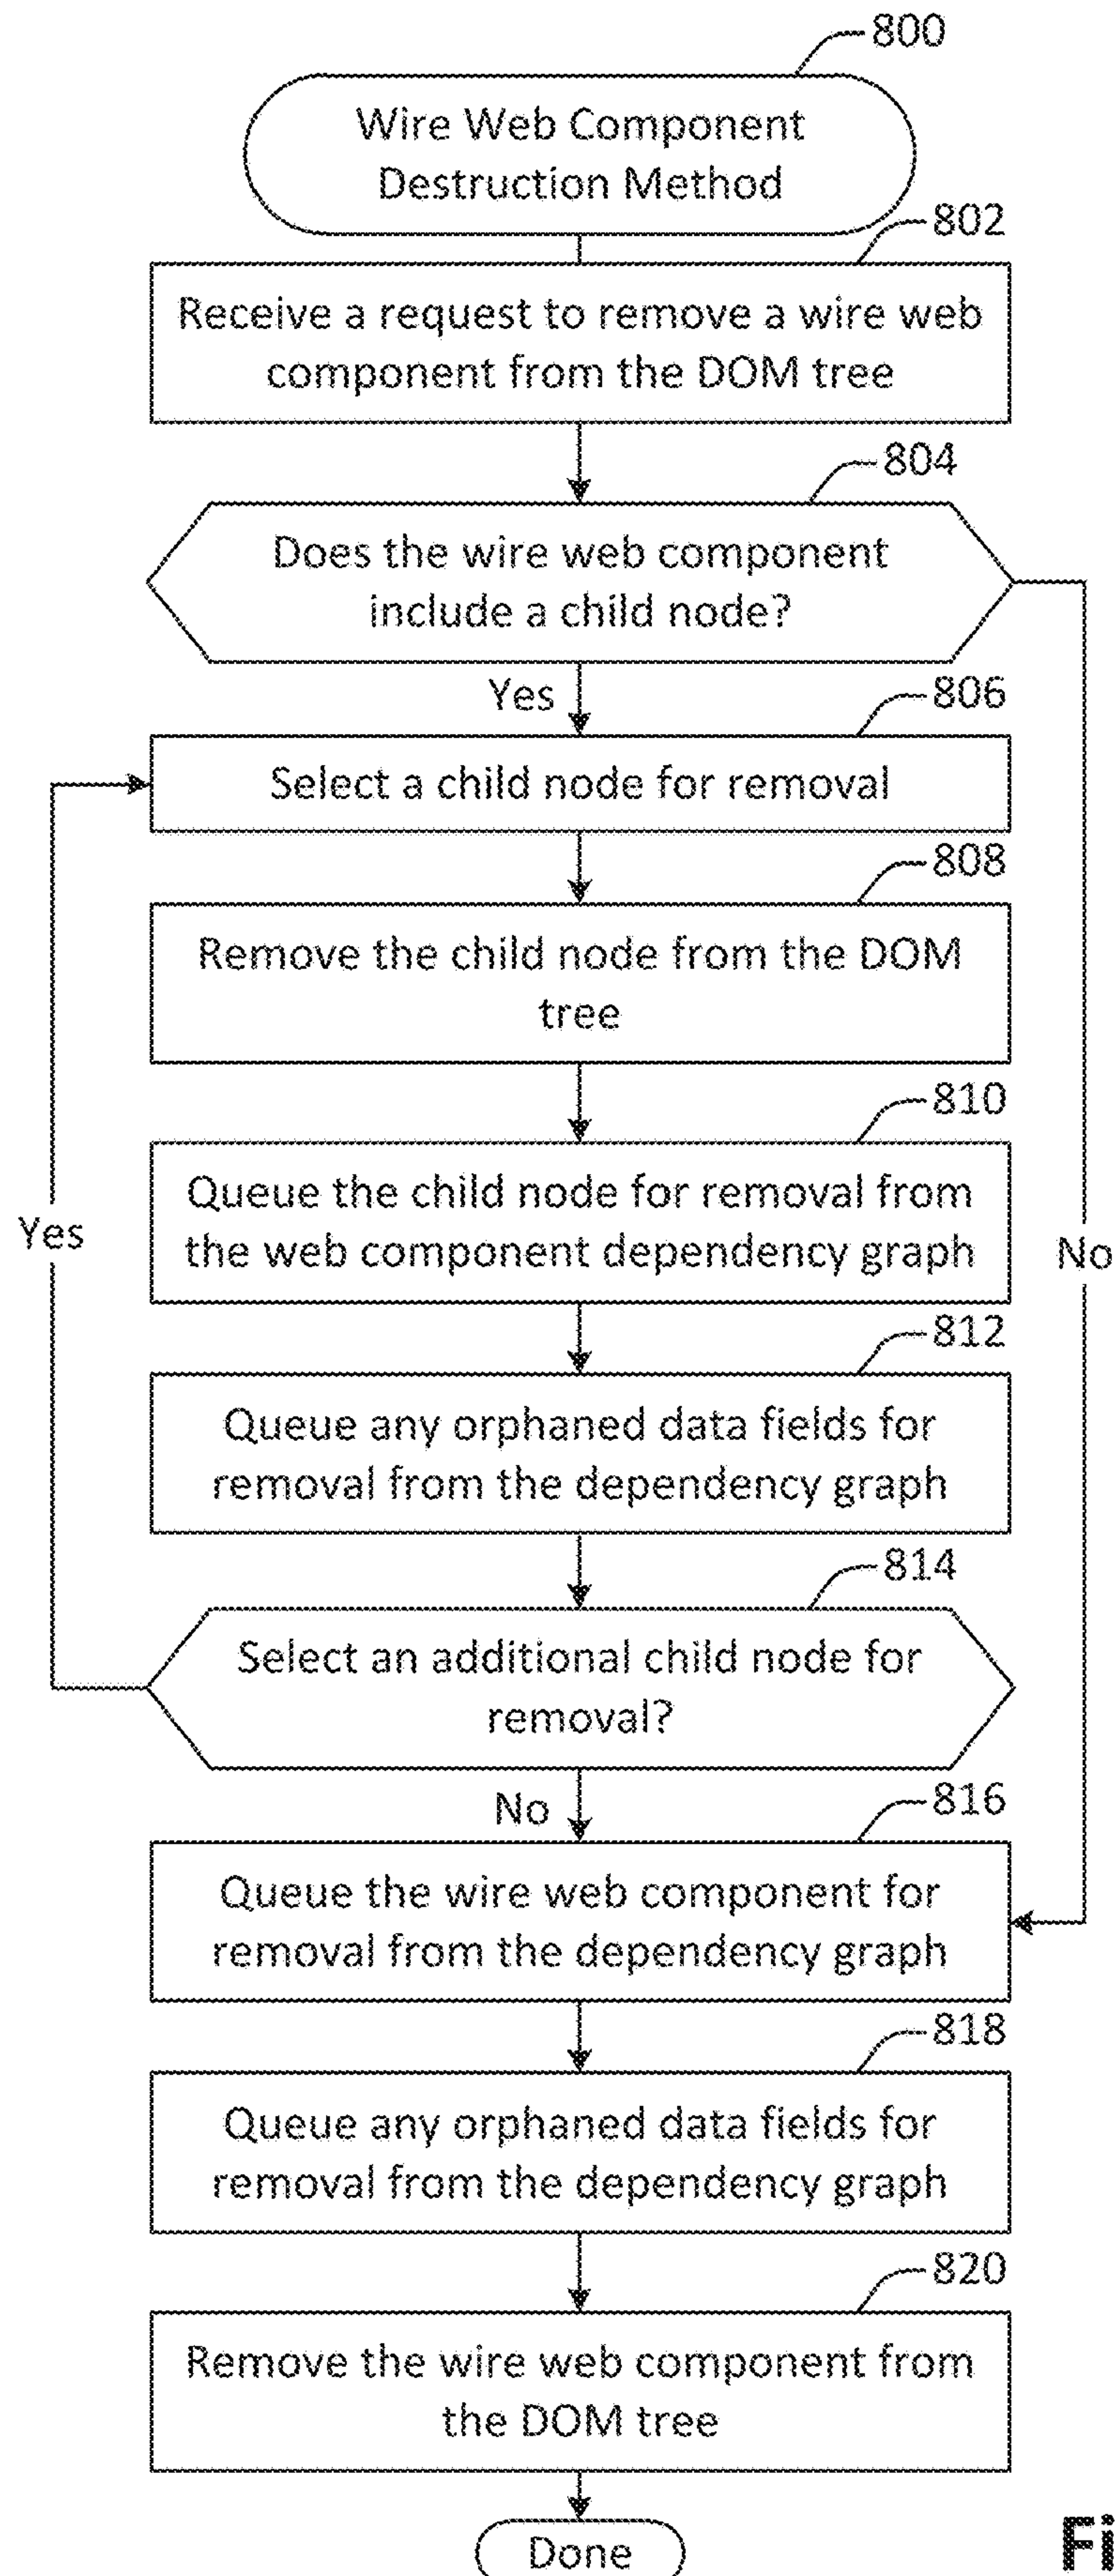 800
Wire Web Component
Destruction Method
802
Receive a request to remove a wire web
component from the DOM tree
804
Does the wire web component
include a child node?
Yes
806
Select a child node for removal
808
Remove the child node from the DOM
tree
810
Queue the child node for removal from
the web component dependency graph
Yes
No
812
Queue any orphaned data fields for
removal from the dependency graph
814
Select an additional child node for
removal?
No
816
Queue the wire web component for
removal from the dependency graph
818
Queue any orphaned data fields for
removal from the dependency graph
820
Remove the wire web component from
the DOM tree
Done
Fi